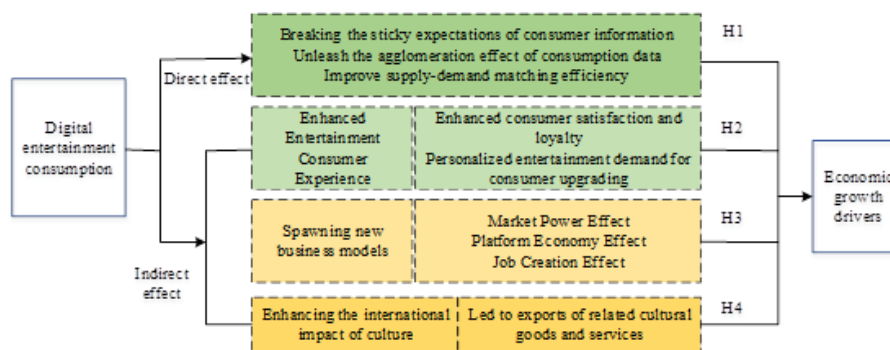 Breaking the sticky expectations of consumer information
Unleash the agglomeration effect of consumption data
Improve supply-demand matching efficiency
H1
Direct effect
Digital
entertainment
consumption
Enhanced
Entertainment
Consumer
Experience
Enhanced consumer satisfaction and
loyalty
Personalized entertainment demand for
consumer upgrading
H2
Economic
growth
drivers
Spawning new
business models
Market Power Effect
Platform Economy Effect
Job Creation Effect
H3
Indirect
effect
Enhancing the international
impact of culture
Led to exports of related cultural
goods and services
H4